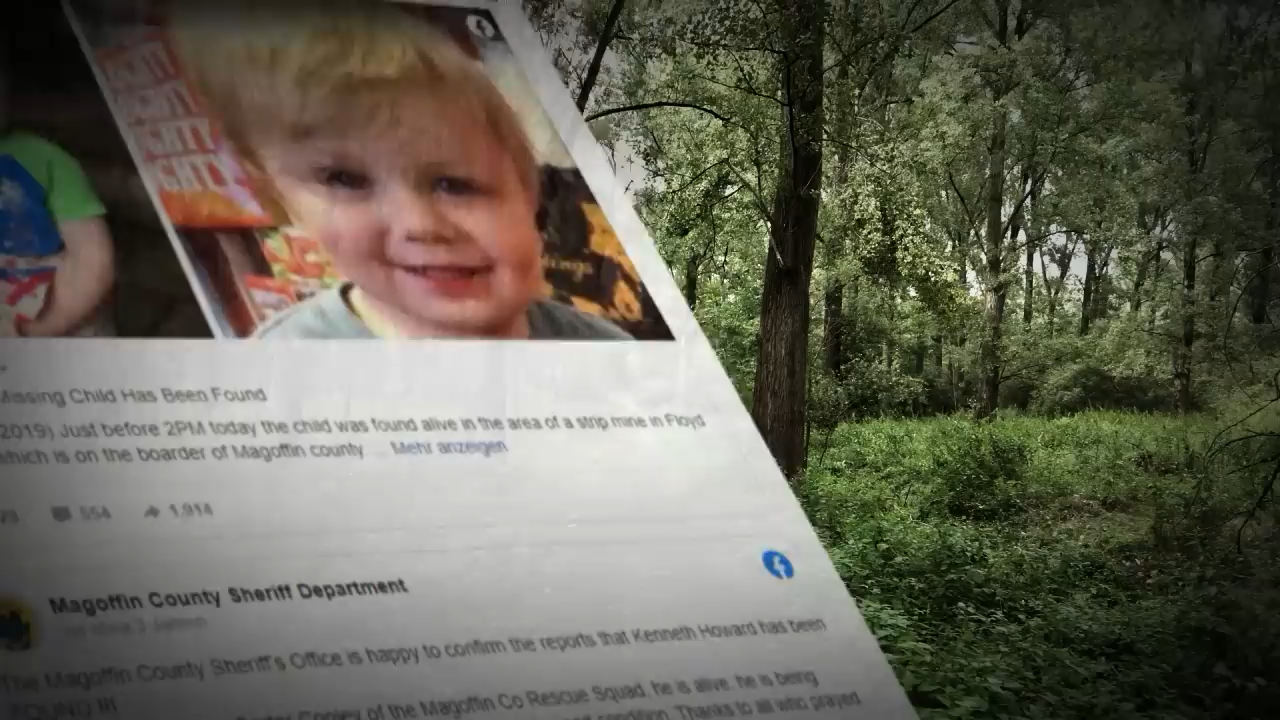 Missing Child Has Been Found
2019) Just before 2PM today the child was found alive in the area of a strip mine in Floyd
which is on the boarder of Magoffin county ... Mehr anzeigen
554 1,914
Magoffin County Sheriff Department
The Magoffin County Sheriff's Office is happy to confirm the reports that Kenneth Howard has been
FOUND !!!
Copley of the Magoffin Co Rescue Squad, he is alive, he is being
condition. Thanks to all who prayed